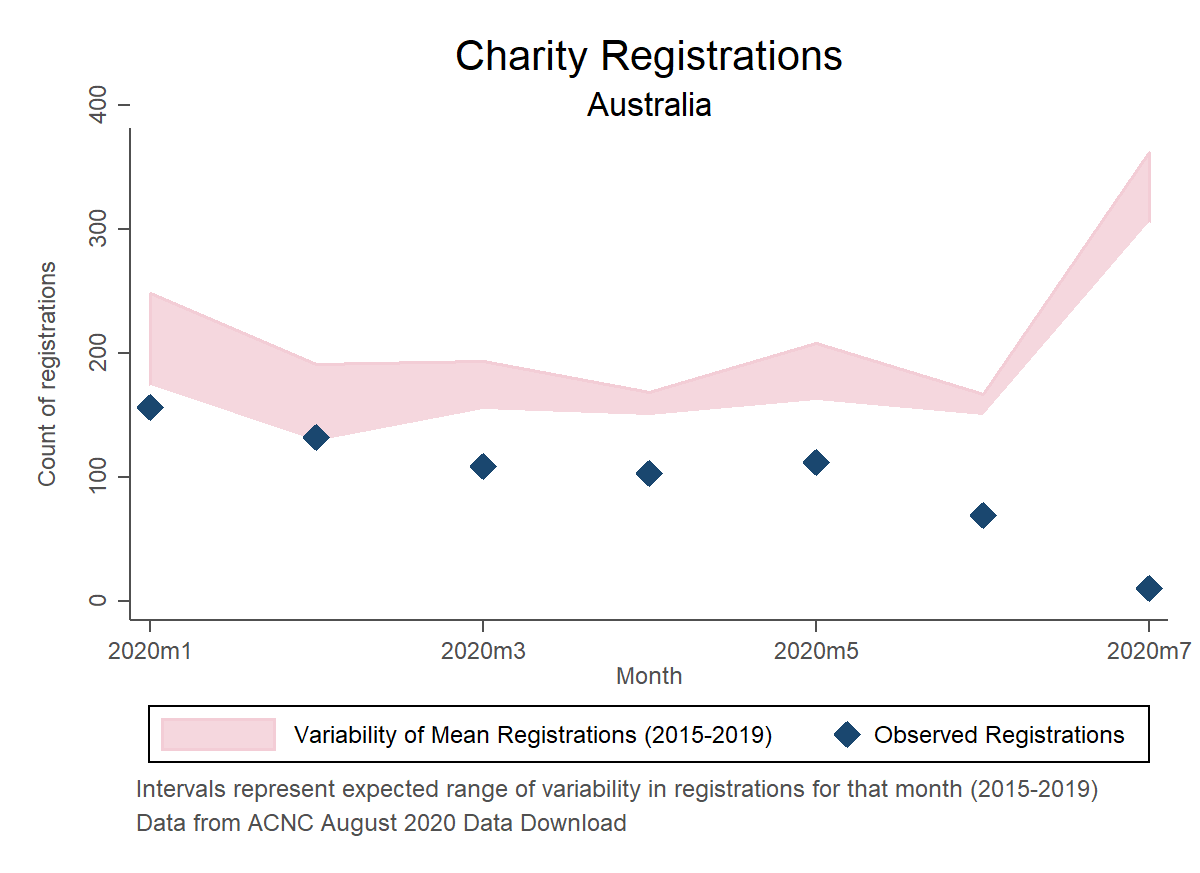 Charity Registrations
Australia
Count of registrations
400
300
200
100
0
2020m1 2020m3 2020m5 2020m7
Month
Variability of Mean Registrations (2015-2019) Observed Registrations
Intervals represent expected range of variability in registrations for that month (2015-2019)
Data from ACNC August 2020 Data Download